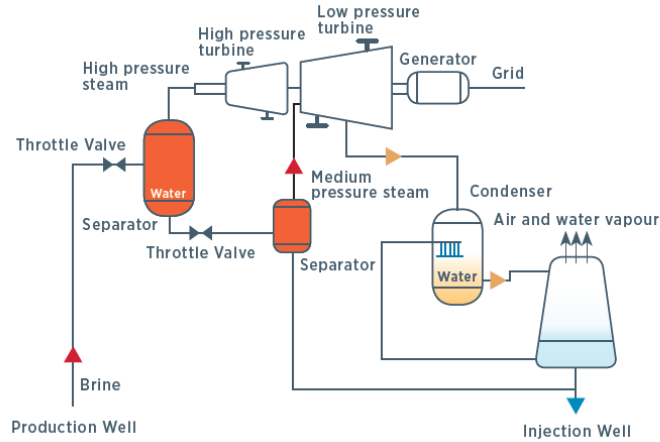 Low pressure
turbine
High pressure
turbine
Generator
Grid
High pressure
steam
Throttle Valve
Water
Medium
pressure steam
Condenser
Air and water vapour
Separator
Throttle Valve
Separator
Water
Brine
Production Well
Injection Well